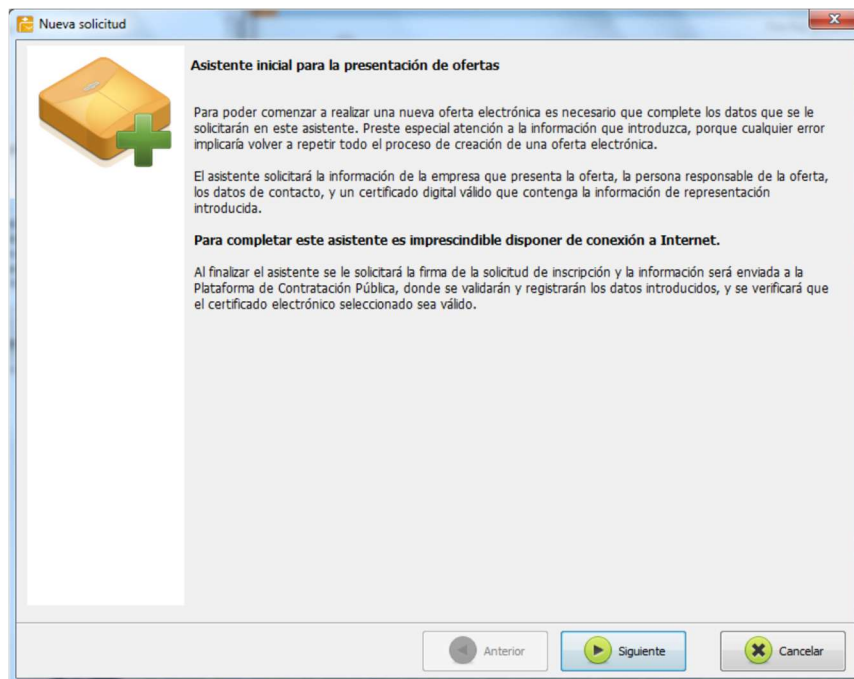 Nueva solicitud
Asistente inicial para la presentación de ofertas
Para poder comenzar a realizar una nueva oferta electrónica es necesario que complete los datos que se le
solicitarán en este asistente. Preste especial atención a la información que introduzca, porque cualquier error
implicaría volver a repetir todo el proceso de creación de una oferta electrónica.
El asistente solicitará la información de la empresa que presenta la oferta, la persona responsable de la oferta,
los datos de contacto, y un certificado digital válido que contenga la información de representación
introducida.
Para completar este asistente es imprescindible disponer de conexión a Internet.
Al finalizar el asistente se le solicitará la firma de la solicitud de inscripción y la información será enviada a la
Plataforma de Contratación Pública, donde se validarán y registrarán los datos introducidos, y se verificará que
el certificado electrónico seleccionado sea válido.
Anterior
Siguiente
Cancelar